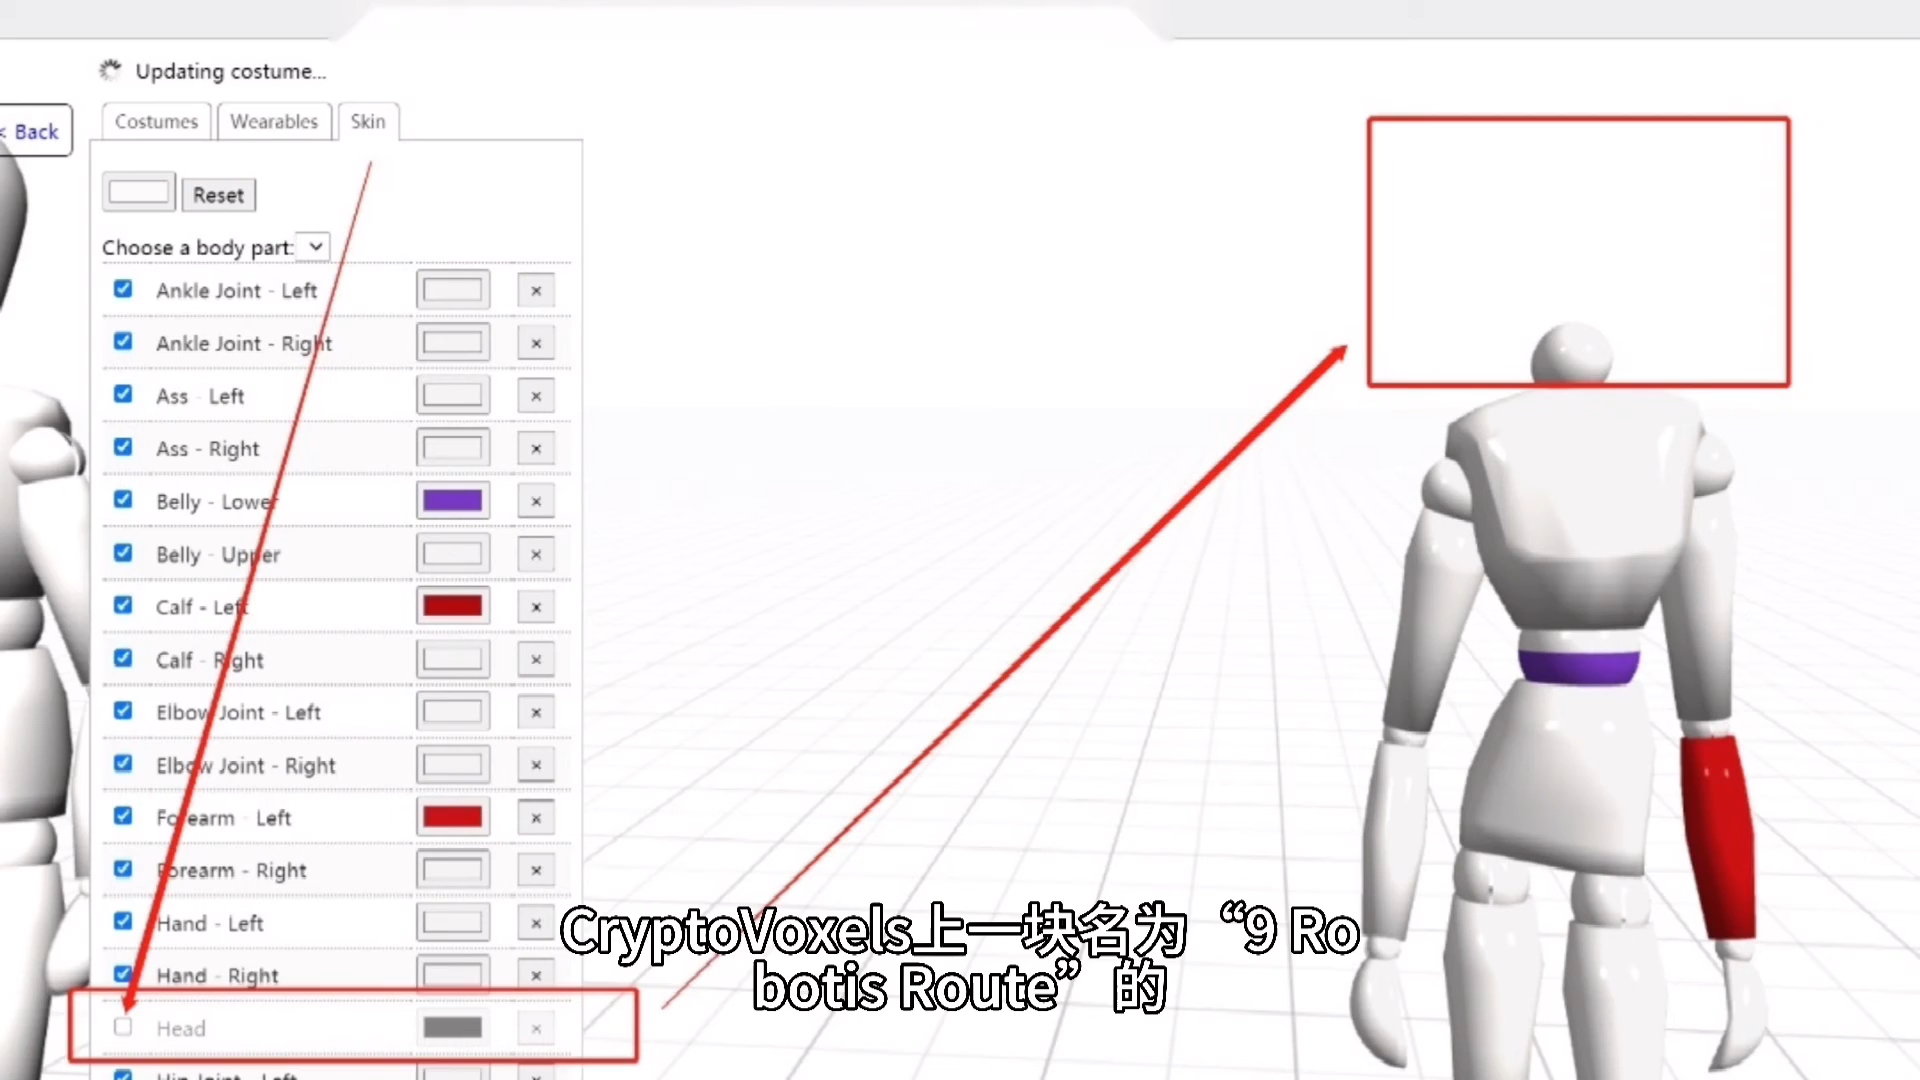 Updating costume...
< Back
Costumes
Wearables
Skin
Reset
Choose a body part:
Ankle Joint - Left
Ankle Joint - Right
Ass - Left
Ass - Right
Belly - Lower
Belly - Upper
Calf - Left
Calf - Right
Elbow Joint - Left
Elbow Joint - Right
Forearm - Left
Forearm - Right
Hand - Left
Hand - Right
Head
Hip Joint - Left
CryptoVoxels上一块名为“9 Ro
botis Route”的